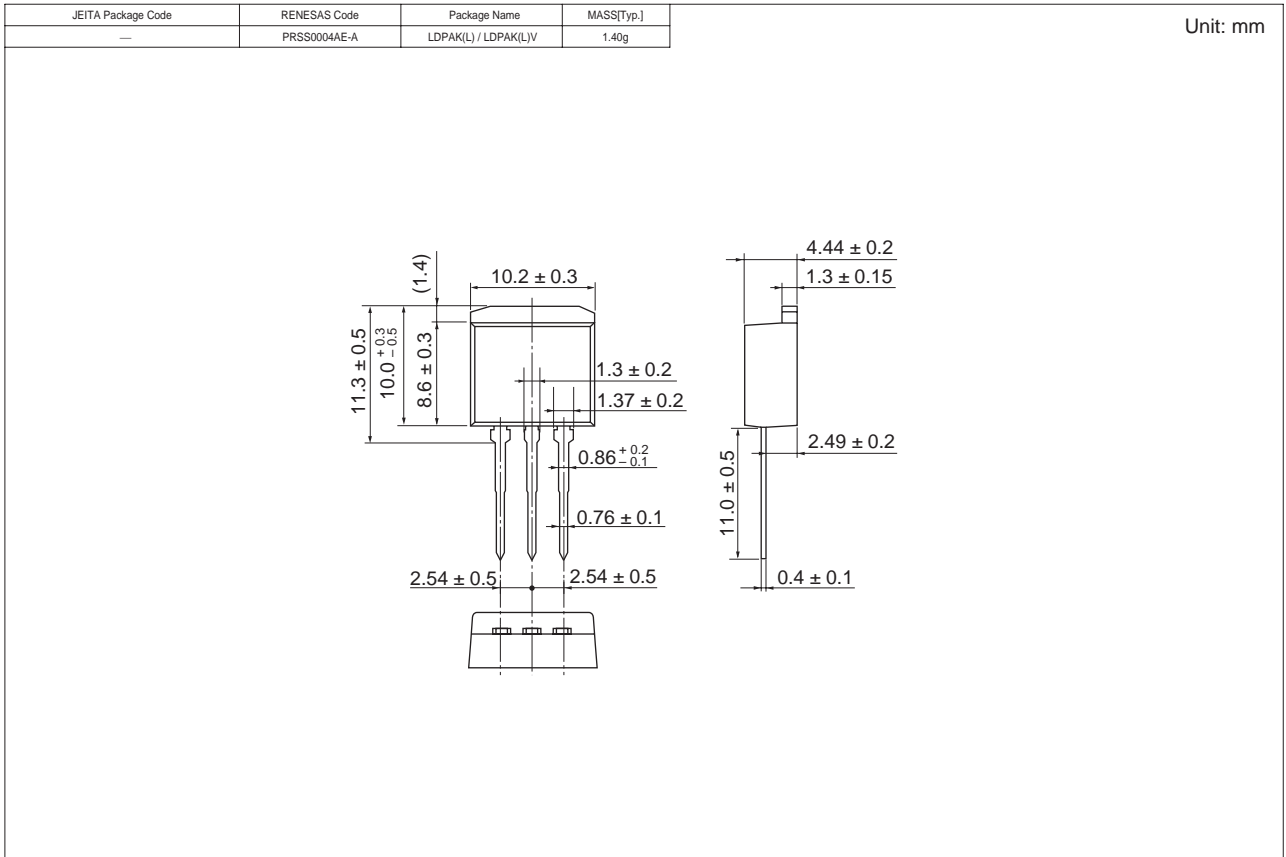 JEITA Package Code RENESAS Code Package Name MASS[Typ.]
— PRSS0004AE-A LDPAK(L) / LDPAK(L)V 1.40g
Unit: mm
4.44 ± 0.2
1.3 ± 0.15
(1.4)
10.2 ± 0.3
11.3 ± 0.5
10.0 + 0.3 – 0.5
8.6 ± 0.3
1.3 ± 0.2
1.37 ± 0.2
2.49 ± 0.2
0.86 + 0.2 – 0.1
11.0 ± 0.5
0.76 ± 0.1
2.54 ± 0.5 2.54 ± 0.5
0.4 ± 0.1